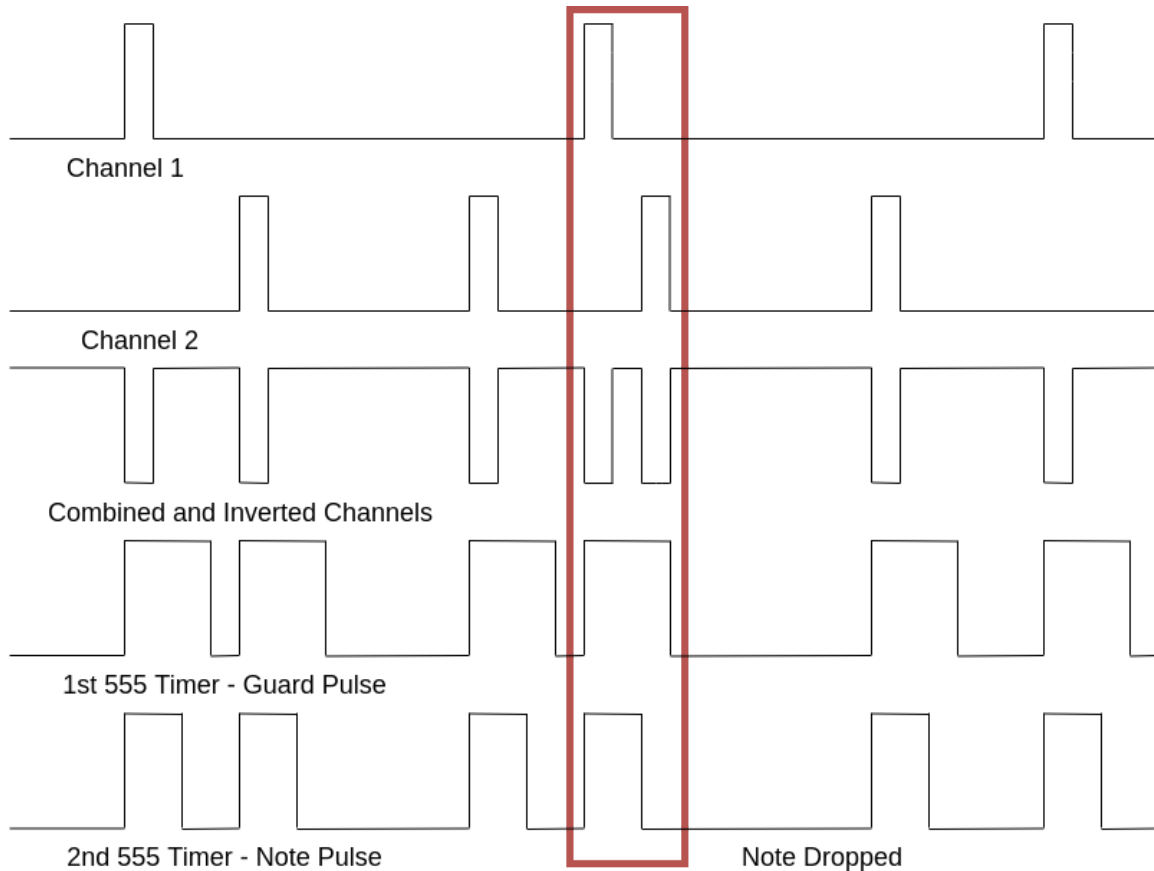 Channel 1
Channel 2
Combined and Inverted Channels
1st 555 Timer - Guard Pulse
2nd 555 Timer - Note Pulse
Note Dropped